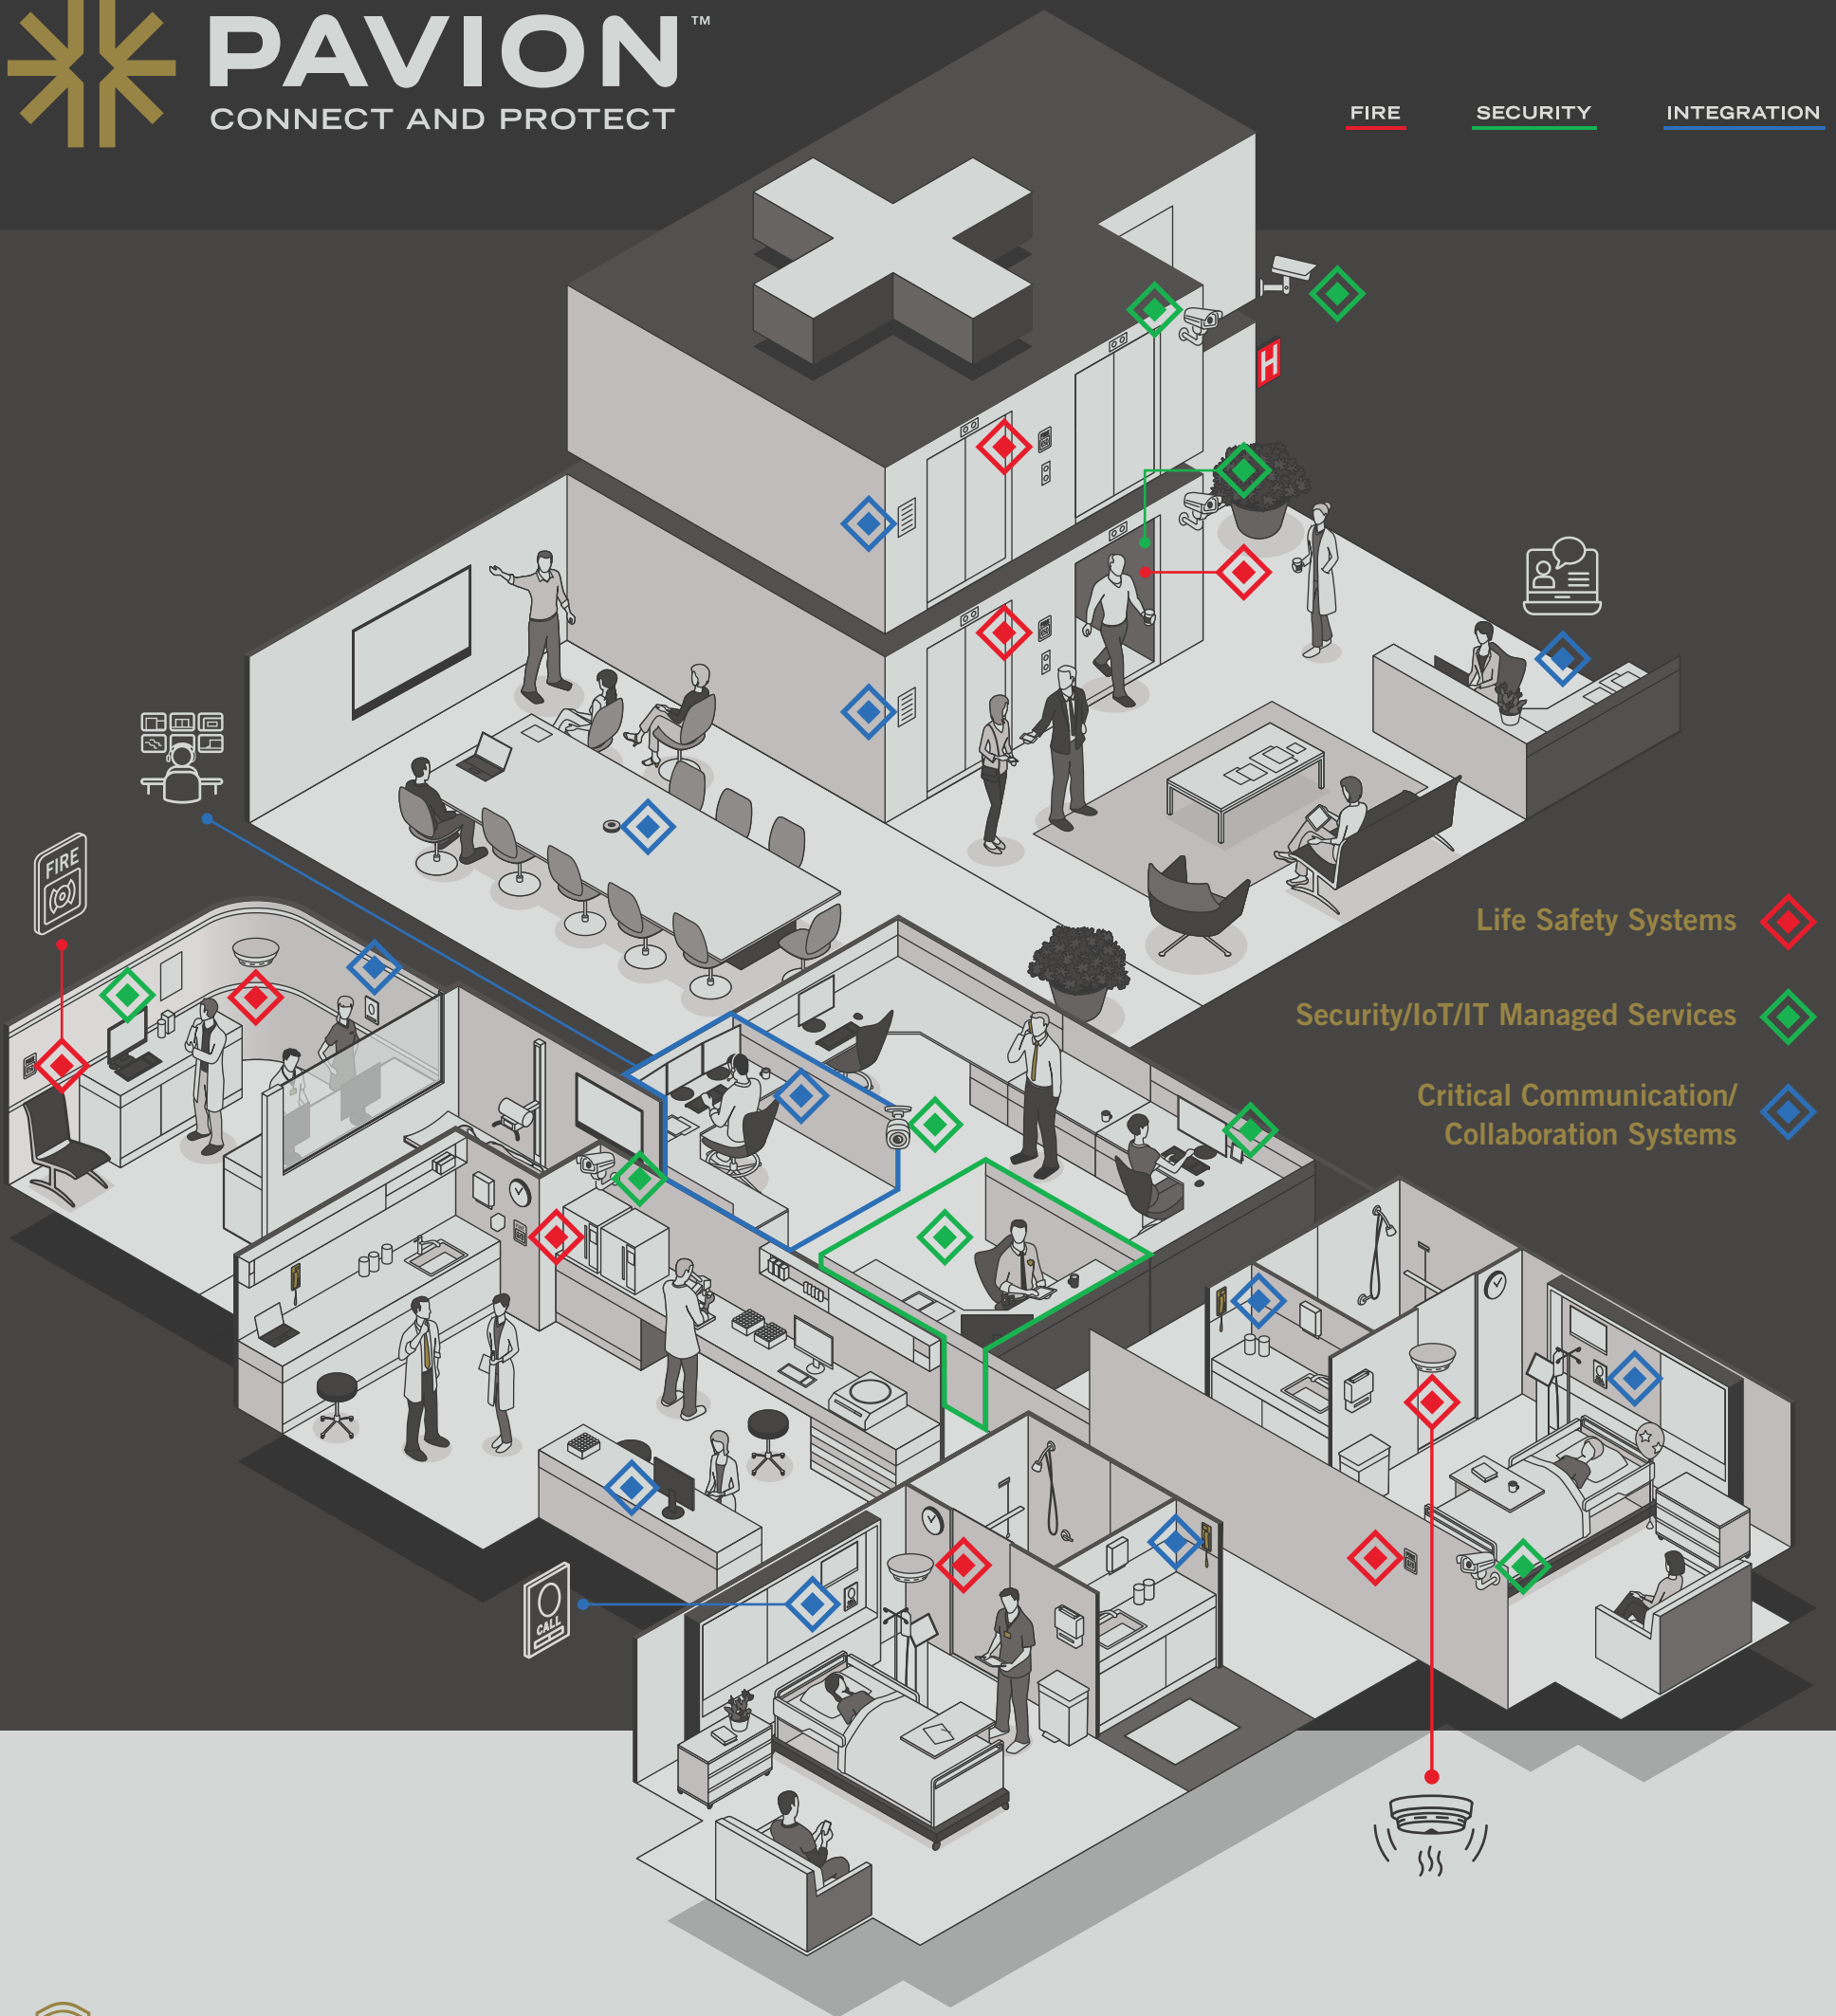 PAVION™
CONNECT AND PROTECT
FIRE
SECURITY
INTEGRATION
H
FIRE
Life Safety Systems
Security/IoT/IT Managed Services
Critical Communication/
Collaboration Systems
CALL